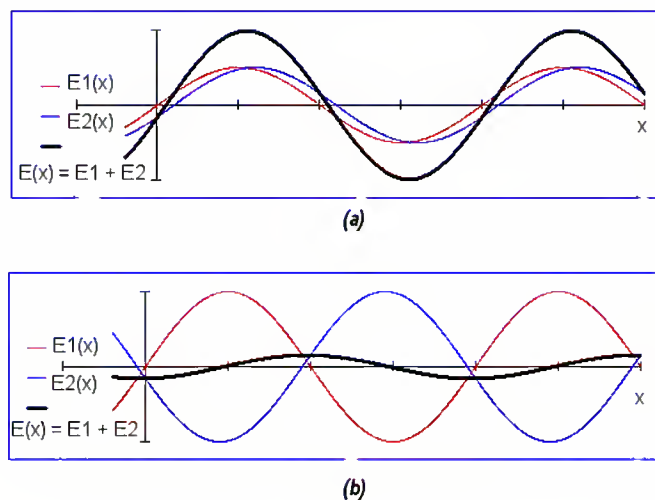 E1(x)
E2(x)
E(x) = E1 + E2
x
(a)
E1(x)
E2(x)
E(x) = E1 + E2
x
(b)